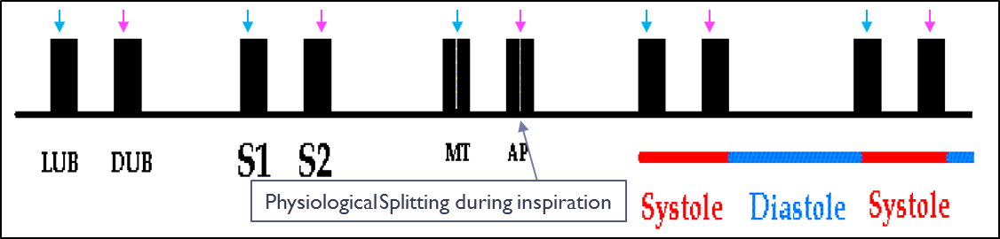 LUB DUB S1 S2 MT AP
Physiological Splitting during inspiration
Systole Diastole Systole